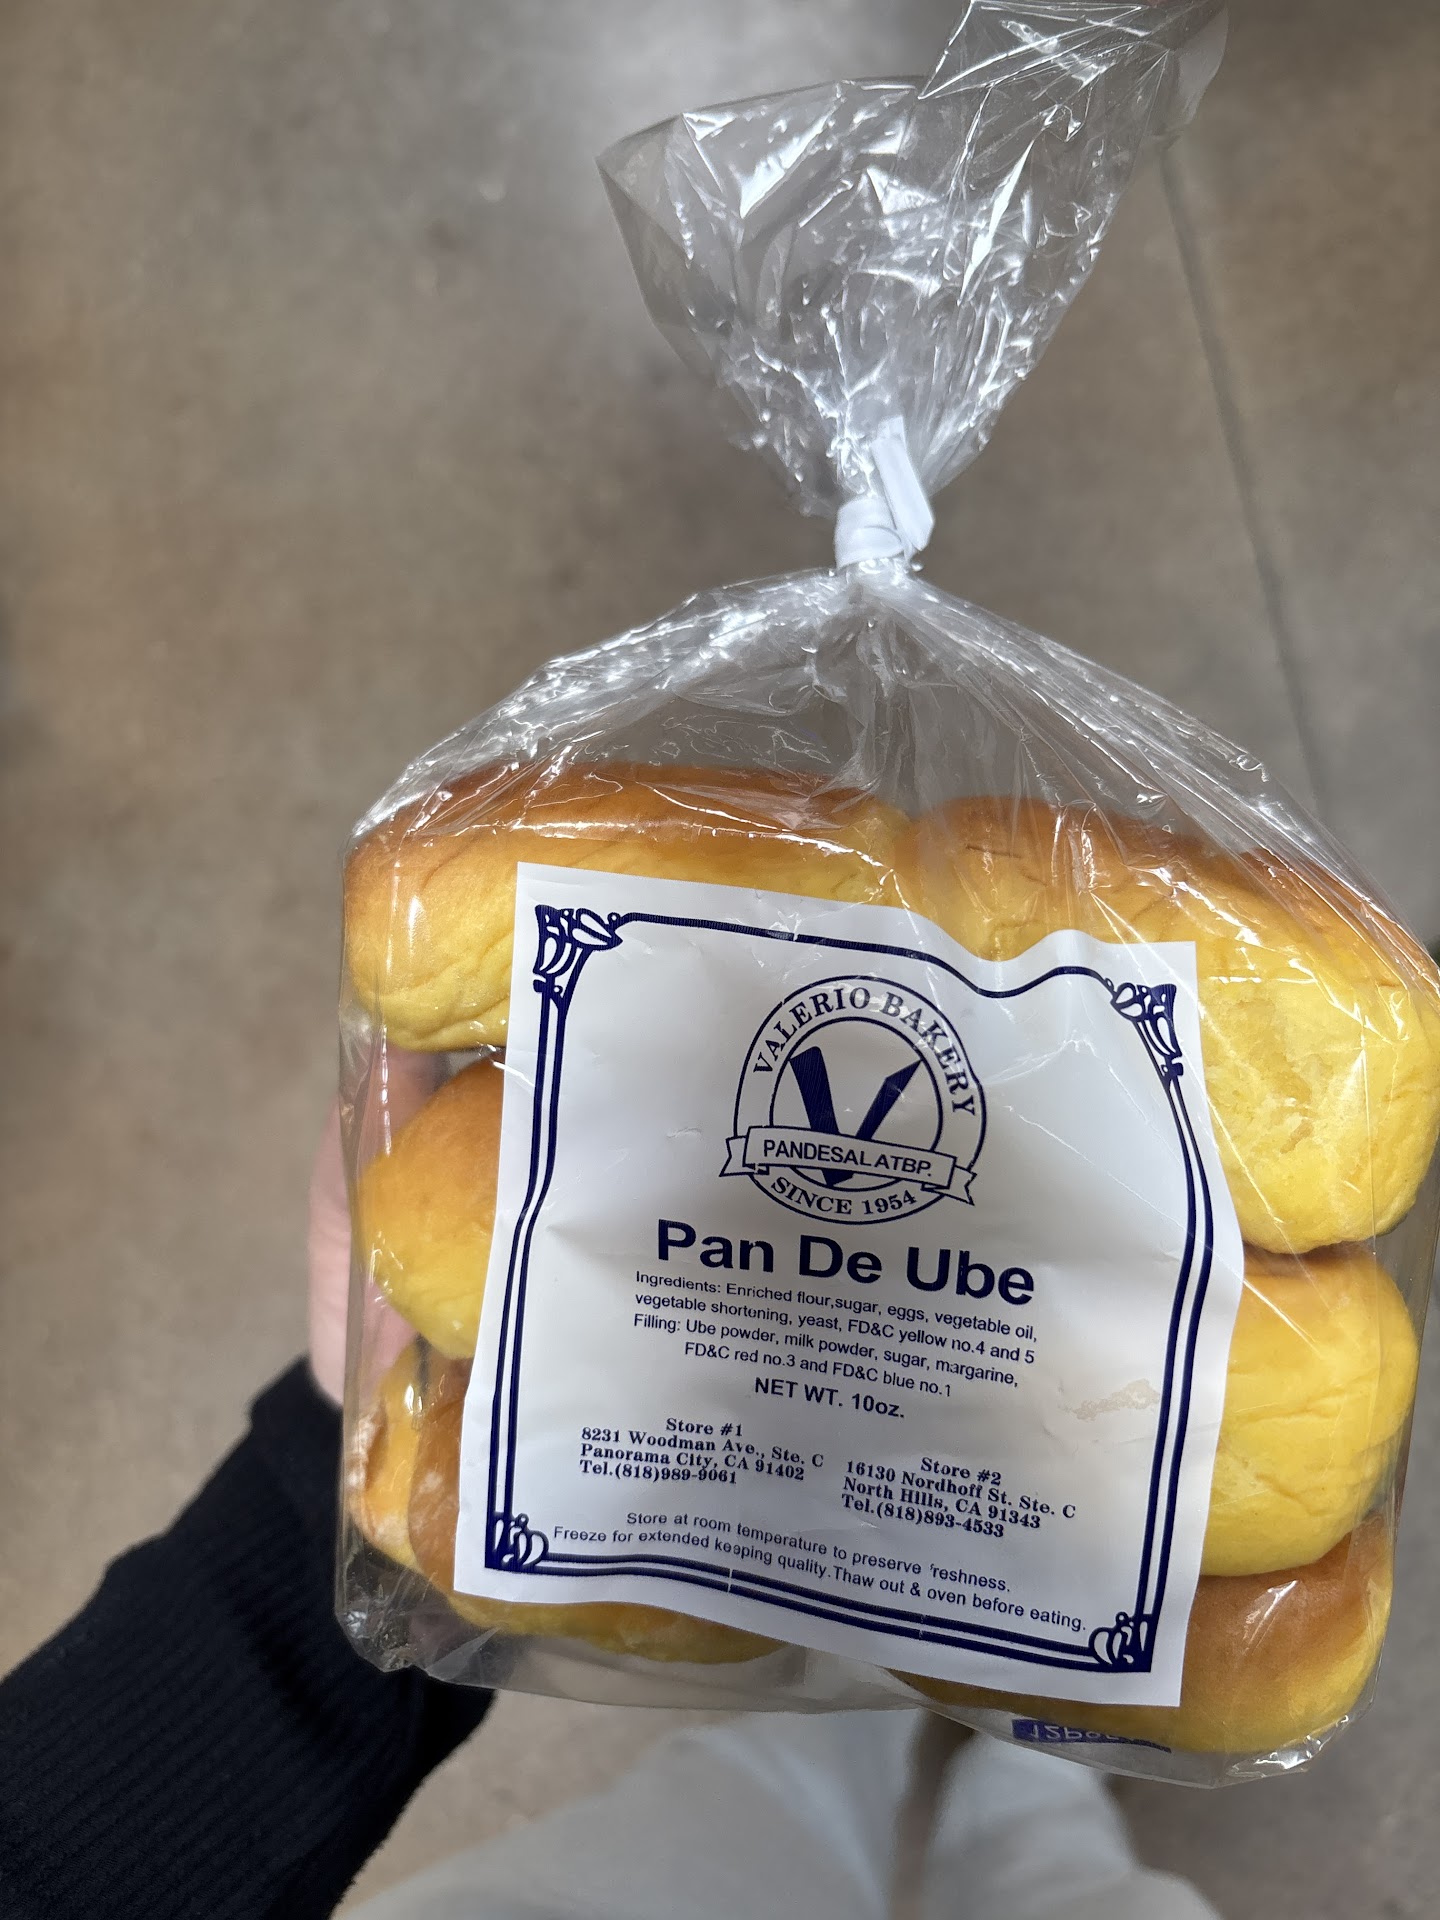 VALERIO BAKERY
PANDESAL ATBP.
SINCE 1954
Pan De Ube
Ingredients: Enriched flour,sugar, eggs, vegetable oil,
vegetable shortening, yeast, FD&C yellow no.4 and 5
Filling: Ube powder, milk powder, sugar, margarine,
FD&C red no.3 and FD&C blue no.1
NET WT. 10oz.
Store #1
8231 Woodman Ave., Ste. C
Panorama City, CA 91402
Tel.(818)989-9061
Store #2
16130 Nordhoff St. Ste. C
North Hills, CA 91343
Tel.(818)893-4533
Store at room temperature to preserve freshness.
Freeze for extended keeping quality.Thaw out & oven before eating.